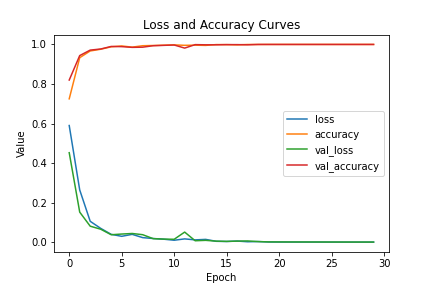 Loss and Accuracy Curves
1.0
0.8
0.6
0.4
0.2
0.0
Value
loss
accuracy
val_loss
val_accuracy
0 5 10 15 20 25 30
Epoch